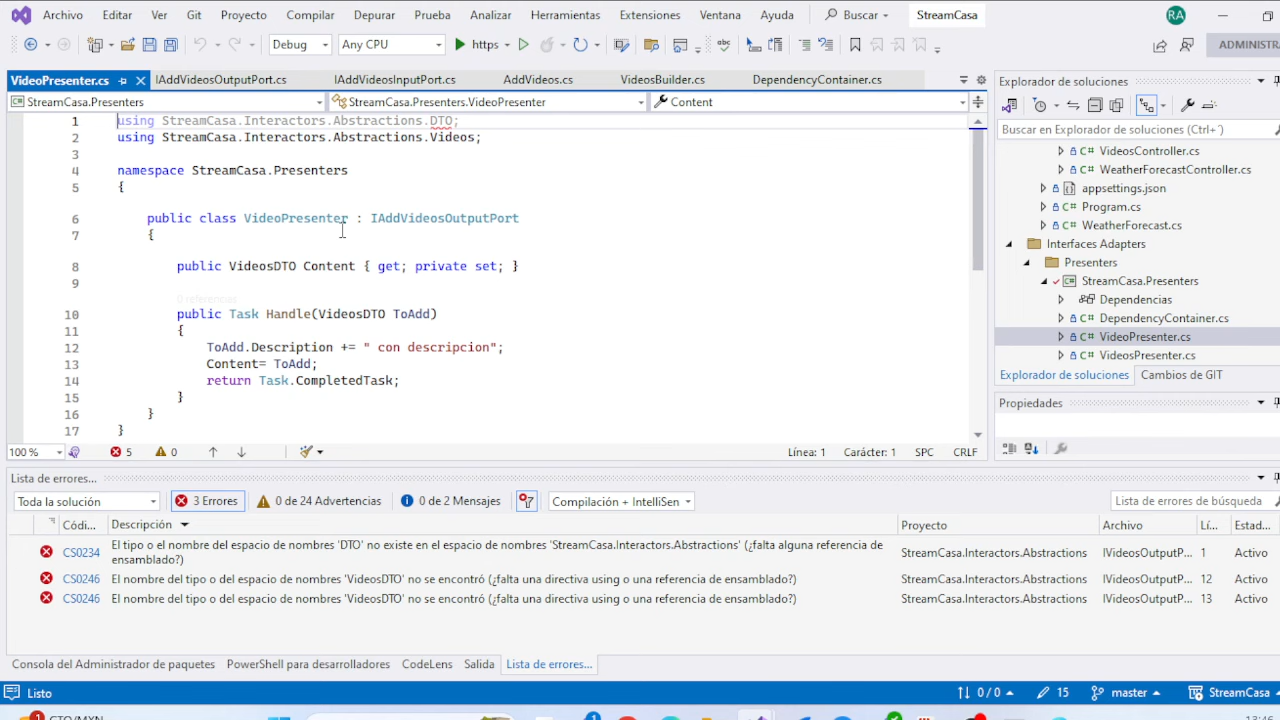 Archivo Editar Ver Git Proyecto Compilar Depurar Prueba Analizar Herramientas Extensiones Ventana Ayuda Buscar StreamCasa RA
Debug Any CPU https ADMINISTR
VideoPresenter.cs IAddVideosOutputPort.cs IAddVideosInputPort.cs AddVideos.cs VideosBuilder.cs DependencyContainer.cs
StreamCasa.Presenters StreamCasa.Presenters.VideoPresenter Content
1 using StreamCasa.Interactors.Abstractions.DTO;
2 using StreamCasa.Interactors.Abstractions.Videos;
3
4 namespace StreamCasa.Presenters
5 {
6 public class VideoPresenter : IAddVideosOutputPort
7 {
8 public VideosDTO Content { get; private set; }
9
0 referencias
10 public Task Handle(VideosDTO ToAdd)
11 {
12 ToAdd.Description += " con descripcion";
13 Content= ToAdd;
14 return Task.CompletedTask;
15 }
16 }
17 }
100 % 5 0 Línea: 1 Carácter: 1 SPC CRLF
Explorador de soluciones
Buscar en Explorador de soluciones (Ctrl+´)
C# VideosController.cs
C# WeatherForecastController.cs
appsettings.json
C# Program.cs
C# WeatherForecast.cs
Interfaces Adapters
Presenters
StreamCasa.Presenters
Dependencias
C# DependencyContainer.cs
C# VideoPresenter.cs
C# VideosPresenter.cs
Explorador de soluciones Cambios de GIT
Propiedades
Lista de errores...
Toda la solución 3 Errores 0 de 24 Advertencias 0 de 2 Mensajes Compilación + IntelliSen Lista de errores de búsqueda
Códi... Descripción Proyecto Archivo Lí... Estad...
CS0234 El tipo o el nombre del espacio de nombres 'DTO' no existe en el espacio de nombres 'StreamCasa.Interactors.Abstractions' (¿falta alguna referencia de
ensamblado?) StreamCasa.Interactors.Abstractions IVideosOutputP... 1 Activo
CS0246 El nombre del tipo o del espacio de nombres 'VideosDTO' no se encontró (¿falta una directiva using o una referencia de ensamblado?) StreamCasa.Interactors.Abstractions IVideosOutputP... 12 Activo
CS0246 El nombre del tipo o del espacio de nombres 'VideosDTO' no se encontró (¿falta una directiva using o una referencia de ensamblado?) StreamCasa.Interactors.Abstractions IVideosOutputP... 13 Activo
Consola del Administrador de paquetes PowerShell para desarrolladores CodeLens Salida Lista de errores...
Listo 0 / 0 15 master StreamCasa